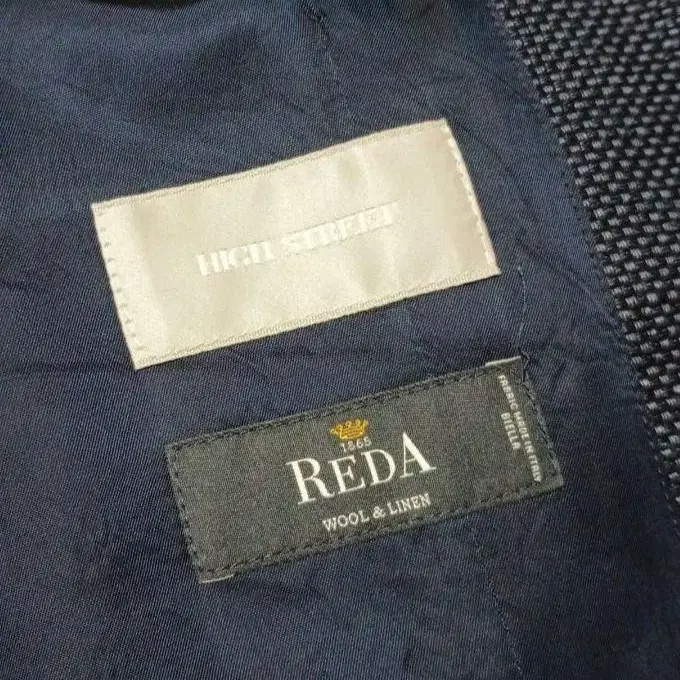 HIGH STREET
1865
REDA
WOOL & LINEN
FABRIC MADE IN ITALY
BIELLA